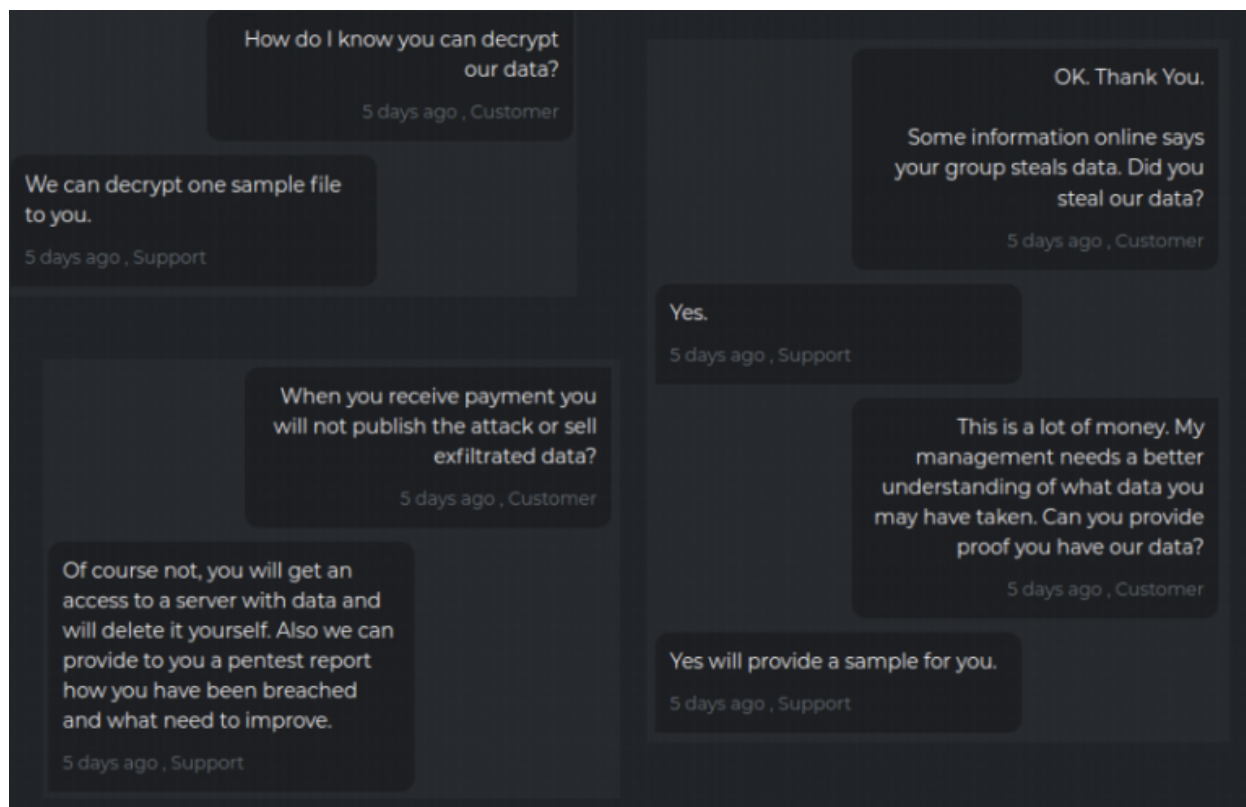 How do I know you can decrypt
our data?
5 days ago , Customer
We can decrypt one sample file
to you.
5 days ago , Support
When you receive payment you
will not publish the attack or sell
exfiltrated data?
5 days ago , Customer
Of course not, you will get an
access to a server with data and
will delete it yourself. Also we can
provide to you a pentest report
how you have been breached
and what need to improve.
5 days ago , Support
OK. Thank You.
Some information online says
your group steals data. Did you
steal our data?
5 days ago , Customer
Yes.
5 days ago , Support
This is a lot of money. My
management needs a better
understanding of what data you
may have taken. Can you provide
proof you have our data?
5 days ago , Customer
Yes will provide a sample for you.
5 days ago , Support